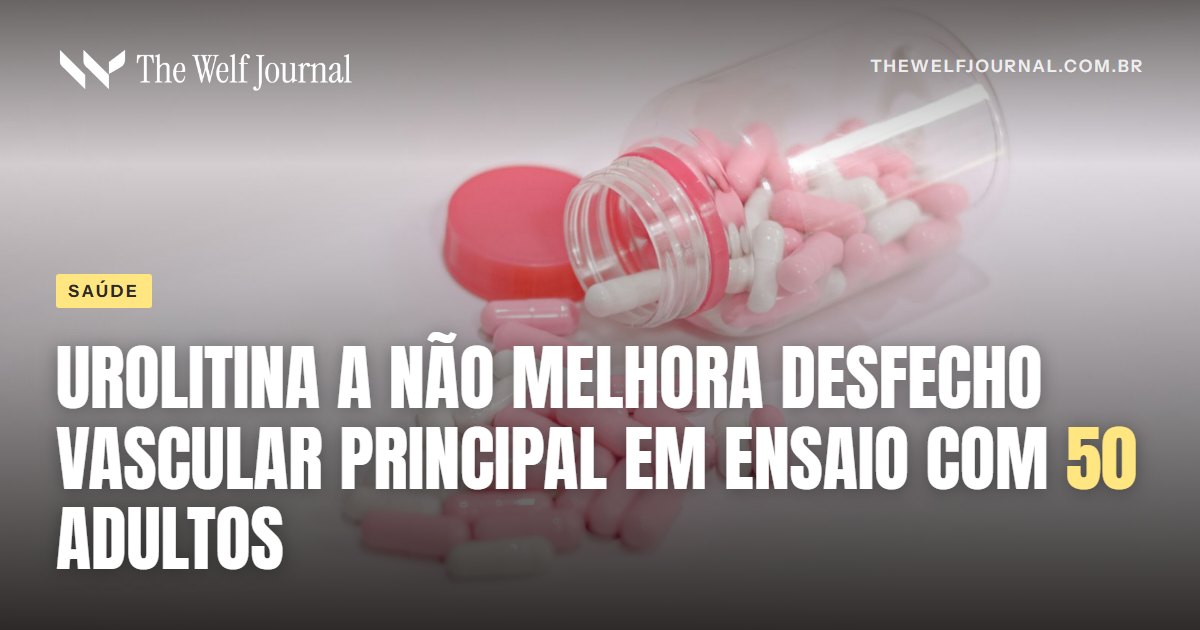 The Welf Journal
THEWELFJOURNAL.COM.BR
SAÚDE
UROLITINA A NÃO MELHORA DESFECHO
VASCULAR PRINCIPAL EM ENSAIO COM 50
ADULTOS